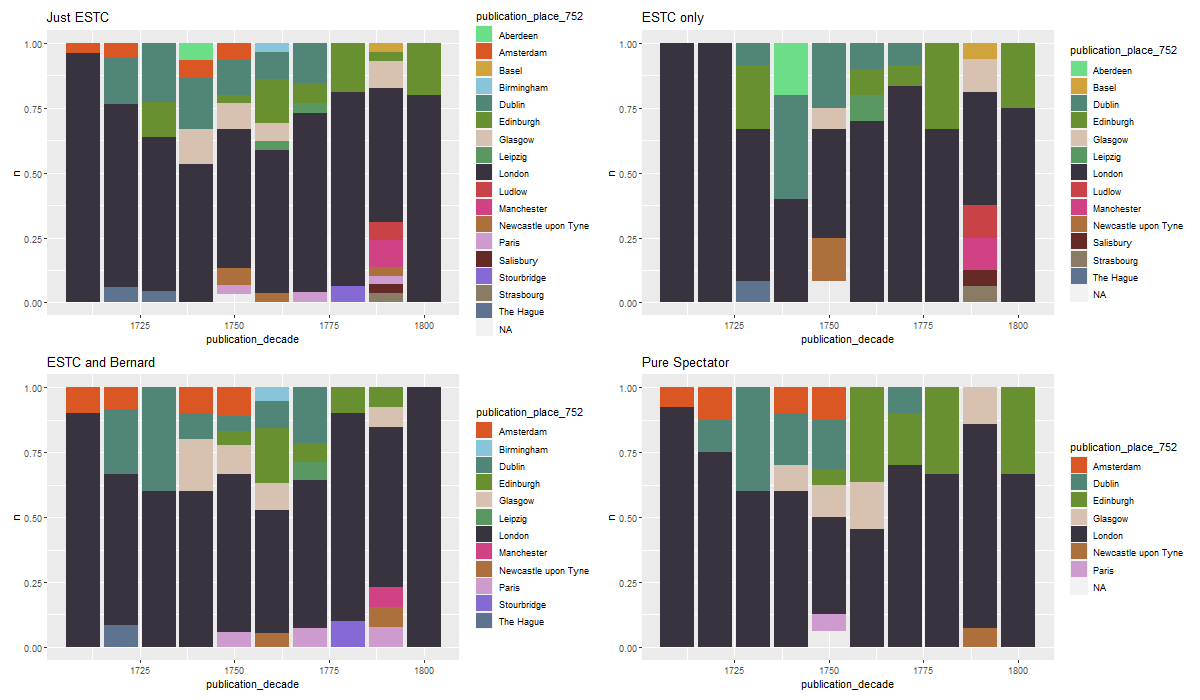 Just ESTC
n
1.00
0.75
0.50
0.25
0.00
1725
1750
1775
1800
publication_decade
publication_place_752
Aberdeen
Amsterdam
Basel
Birmingham
Dublin
Edinburgh
Glasgow
Leipzig
London
Ludlow
Manchester
Newcastle upon Tyne
Paris
Salisbury
Stourbridge
Strasbourg
The Hague
NA
ESTC only
n
1.00
0.75
0.50
0.25
0.00
1725
1750
1775
1800
publication_decade
publication_place_752
Aberdeen
Basel
Dublin
Edinburgh
Glasgow
Leipzig
London
Ludlow
Manchester
Newcastle upon Tyne
Salisbury
Strasbourg
The Hague
NA
ESTC and Bernard
n
1.00
0.75
0.50
0.25
0.00
1725
1750
1775
1800
publication_decade
publication_place_752
Amsterdam
Birmingham
Dublin
Edinburgh
Glasgow
Leipzig
London
Manchester
Newcastle upon Tyne
Paris
Stourbridge
The Hague
Pure Spectator
n
1.00
0.75
0.50
0.25
0.00
1725
1750
1775
1800
publication_decade
publication_place_752
Amsterdam
Dublin
Edinburgh
Glasgow
London
Newcastle upon Tyne
Paris
NA